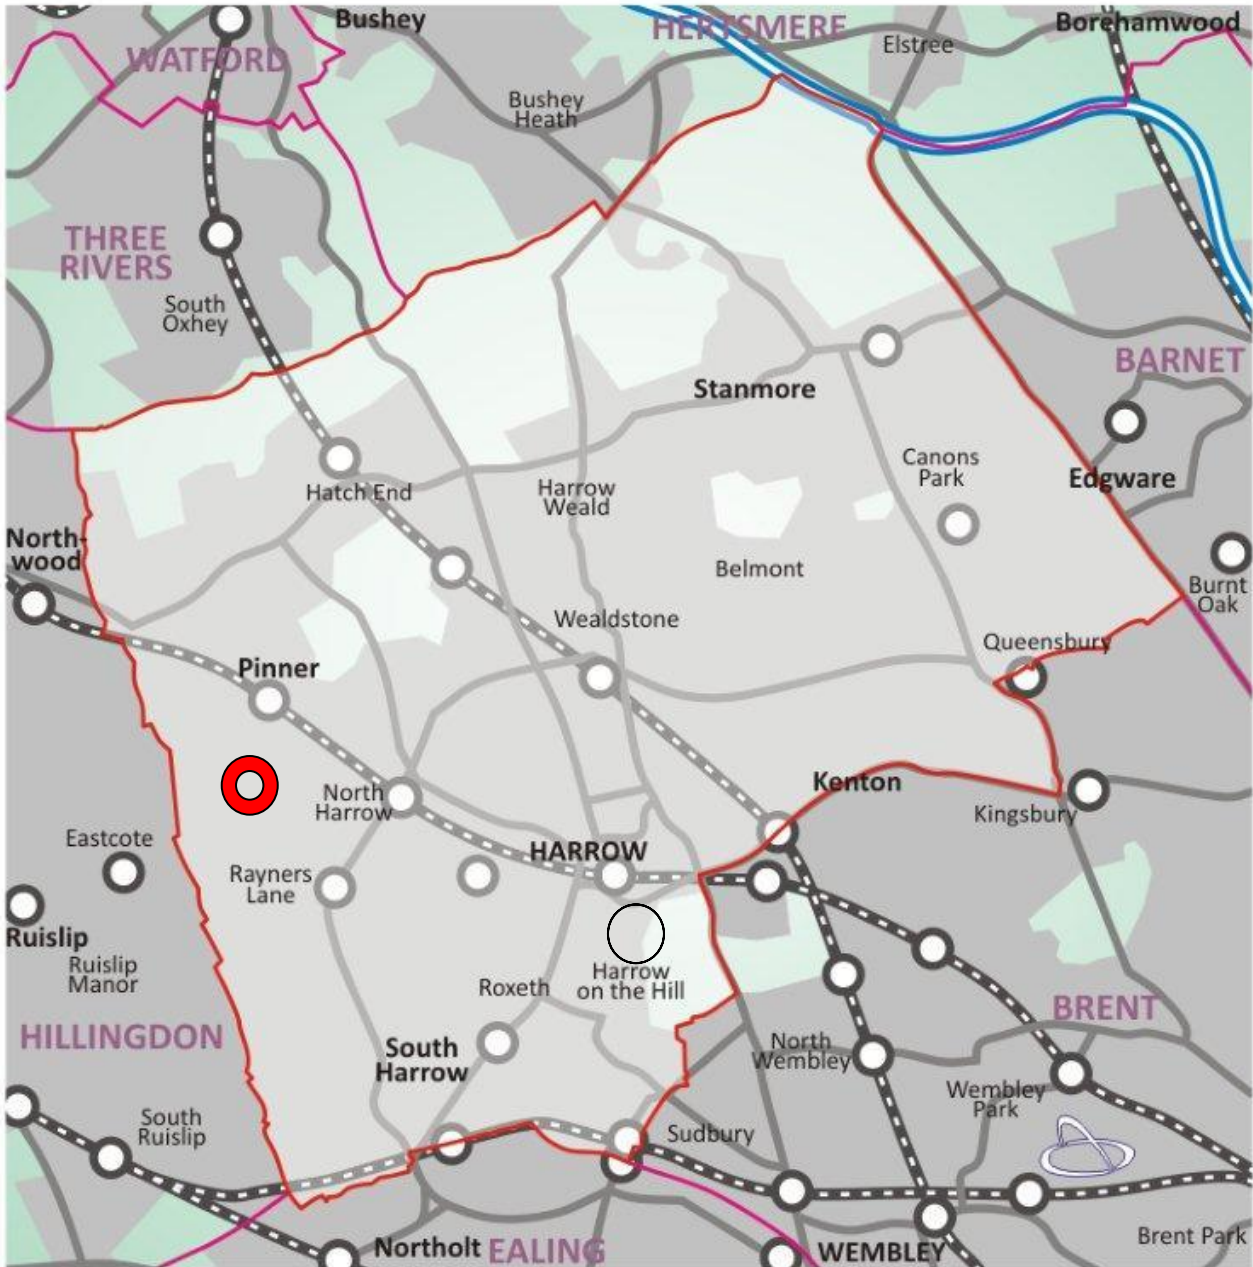 Bushey
HERTSMERE
Borehamwood
Elstree
WATFORD
Bushey
Heath
THREE
RIVERS
South
Oxhey
BARNET
Stanmore
Canons
Park
Edgware
Hatch End
Harrow
Weald
North-
wood
Belmont
Burnt
Oak
Wealdstone
Queensbury
Pinner
Kenton
North
Harrow
Kingsbury
Eastcote
HARROW
Rayners
Lane
Ruislip
Ruislip
Manor
Harrow
on the Hill
Roxeth
BRENT
HILLINGDON
South
Harrow
North
Wembley
Wembley
Park
South
Ruislip
Sudbury
Brent Park
Northolt
EALING
WEMBLEY